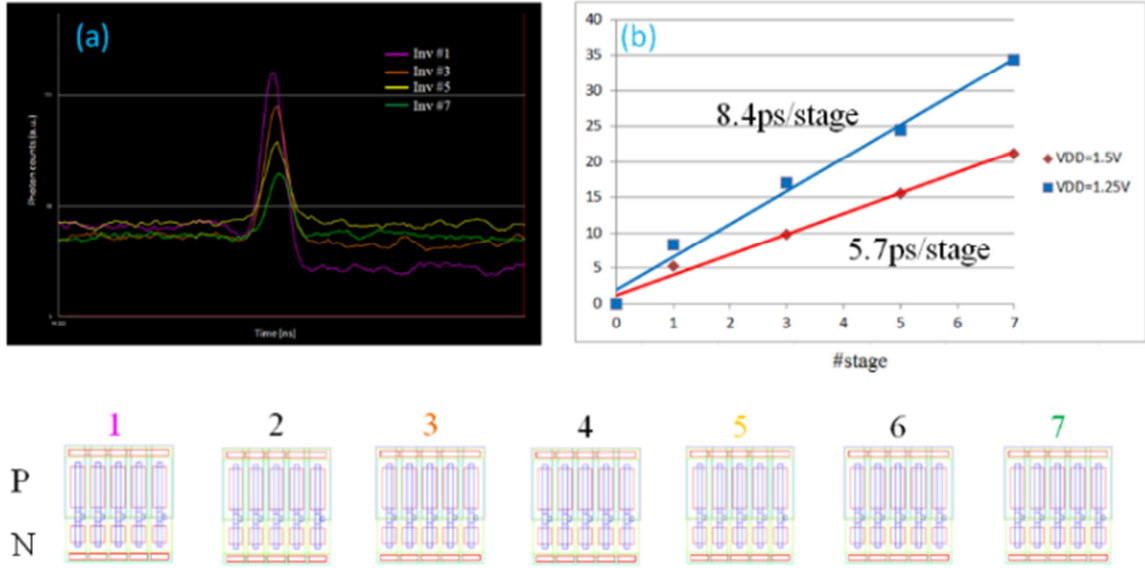 (a)
Inv #1
Inv #3
Inv #5
Inv #7
Photon counts (a.u.)
Time [ns]
(b)
40
35
30
25
20
15
10
5
0
0 1 2 3 4 5 6 7
8.4ps/stage
5.7ps/stage
VDD=1.5V
VDD=1.25V
#stage
1 2 3 4 5 6 7
P
N